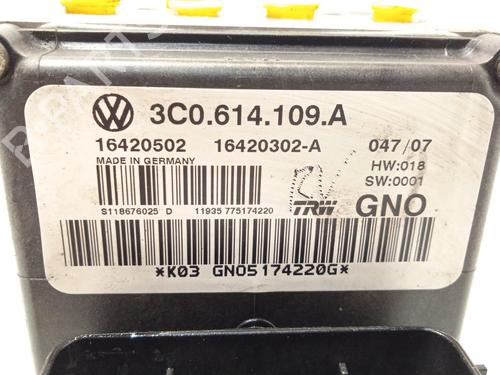 3C0.614.109.A
16420502 16420302-A 047/07
MADE IN GERMANY HW:018
SW:0001
S118676025 D 11935 775174220 TRW GNO
*K03 GNO5174220G*